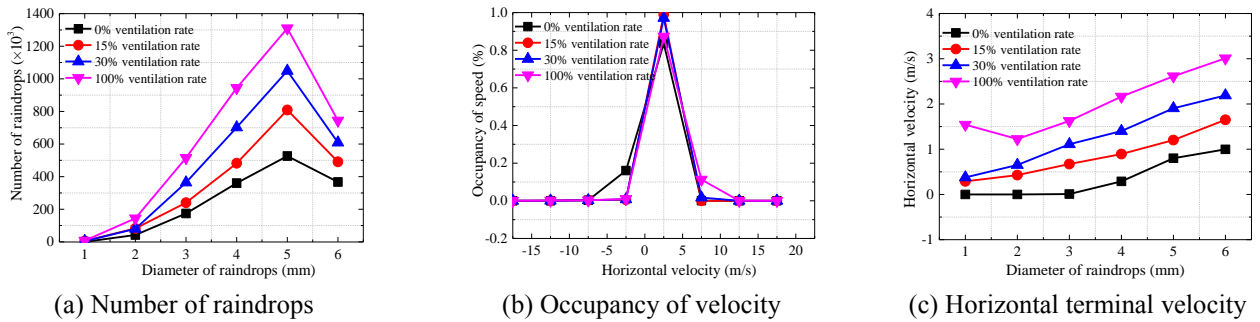 1400
1200
1000
800
600
400
200
0
Number of raindrops (×10³)
0% ventilation rate
15% ventilation rate
30% ventilation rate
100% ventilation rate
1 2 3 4 5 6
Diameter of raindrops (mm)
(a) Number of raindrops
1.0
0.8
0.6
0.4
0.2
0.0
-0.2
Occupancy of speed (%)
0% ventilation rate
15% ventilation rate
30% ventilation rate
100% ventilation rate
-15 -10 -5 0 5 10 15 20
Horizontal velocity (m/s)
(b) Occupancy of velocity
4
3
2
1
0
-1
Horizontal velocity (m/s)
0% ventilation rate
15% ventilation rate
30% ventilation rate
100% ventilation rate
1 2 3 4 5 6
Diameter of raindrops (mm)
(c) Horizontal terminal velocity